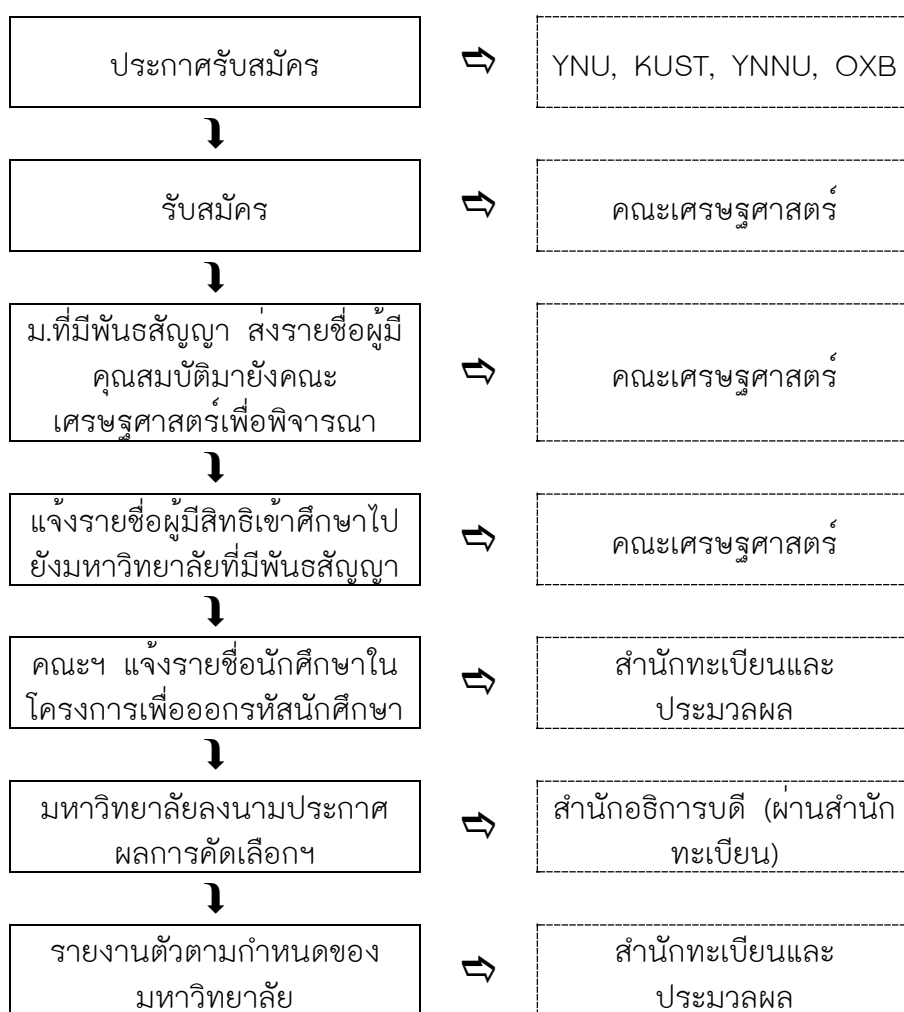 ประกาศรับสมัคร
YNU, KUST, YNNU, OXB
รับสมัคร
คณะเศรษฐศาสตร์
ม.ที่มีพันธสัญญา ส่งรายชื่อผู้มี
คุณสมบัติมายังคณะ
เศรษฐศาสตร์เพื่อพิจารณา
คณะเศรษฐศาสตร์
แจ้งรายชื่อผู้มีสิทธิเข้าศึกษาไป
ยังมหาวิทยาลัยที่มีพันธสัญญา
คณะเศรษฐศาสตร์
คณะฯ แจ้งรายชื่อนักศึกษาใน
โครงการเพื่อออกรหัสนักศึกษา
สำนักทะเบียนและ
ประมวลผล
มหาวิทยาลัยลงนามประกาศ
ผลการคัดเลือกฯ
สำนักอธิการบดี (ผ่านสำนัก
ทะเบียน)
รายงานตัวตามกำหนดของ
มหาวิทยาลัย
สำนักทะเบียนและ
ประมวลผล